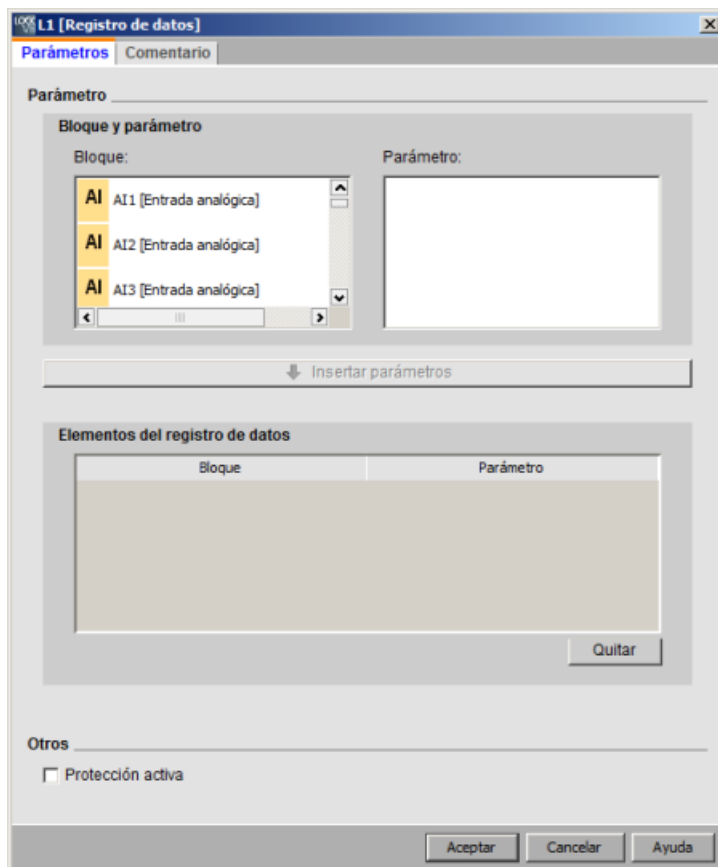 L1 [Registro de datos]
Parámetros Comentario
Parámetro
Bloque y parámetro
Bloque: Parámetro:
AI AI1 [Entrada analógica]
AI AI2 [Entrada analógica]
AI AI3 [Entrada analógica]
Insertar parámetros
Elementos del registro de datos
Bloque Parámetro
Quitar
Otros
Protección activa
Aceptar Cancelar Ayuda